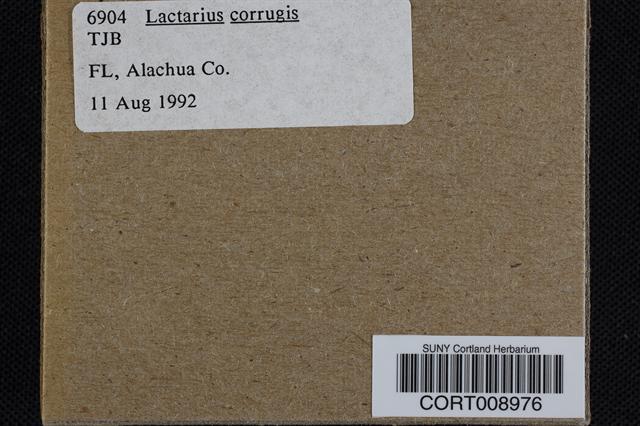 6904 Lactarius corrugis
TJB
FL, Alachua Co.
11 Aug 1992
SUNY Cortland Herbarium
CORT008976